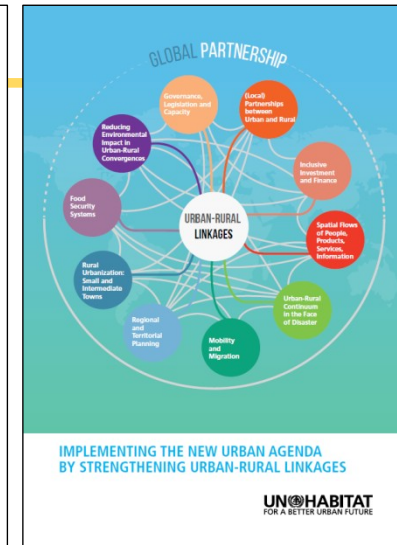 GLOBAL PARTNERSHIP
Governance,
Legislation and
Capacity
(Local)
Partnerships
between
Urban and Rural
Reducing
Environmental
Impact in
Urban-Rural
Convergences
Inclusive
Investment
and Finance
Food
Security
Systems
URBAN-RURAL
LINKAGES
Spatial Flows
of People,
Products,
Services,
Information
Rural
Urbanization:
Small and
Intermediate
Towns
Urban-Rural
Continuum
in the Face
of Disaster
Regional
and
Territorial
Planning
Mobility
and
Migration
IMPLEMENTING THE NEW URBAN AGENDA
BY STRENGTHENING URBAN-RURAL LINKAGES
UN HABITAT
FOR A BETTER URBAN FUTURE